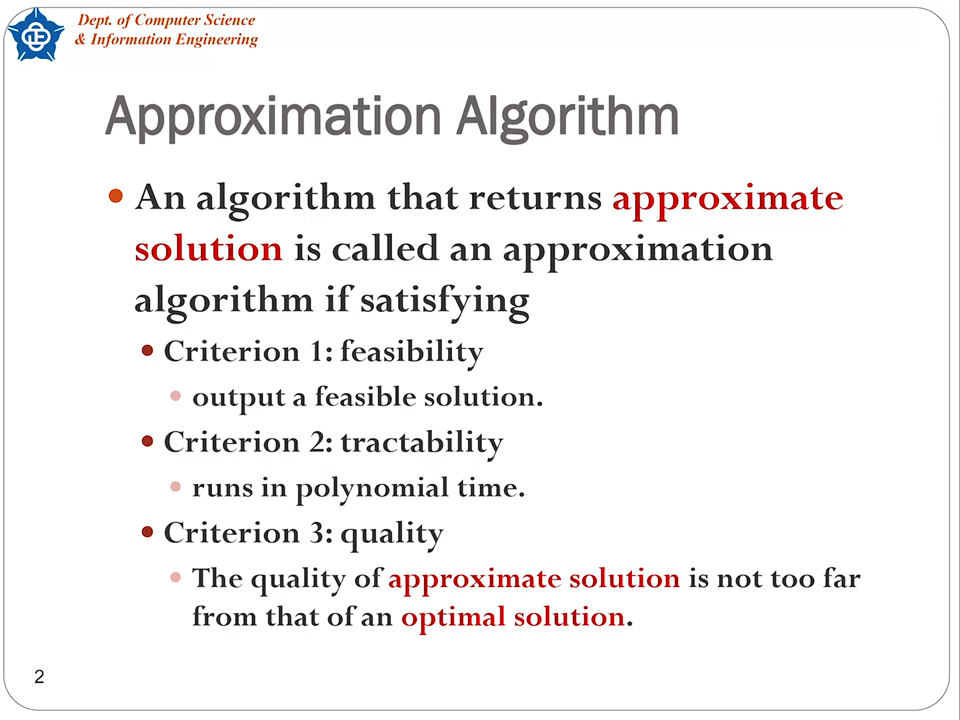 Dept. of Computer Science
& Information Engineering
Approximation Algorithm
An algorithm that returns approximate
solution is called an approximation
algorithm if satisfying
Criterion 1: feasibility
output a feasible solution.
Criterion 2: tractability
runs in polynomial time.
Criterion 3: quality
The quality of approximate solution is not too far
from that of an optimal solution.
2